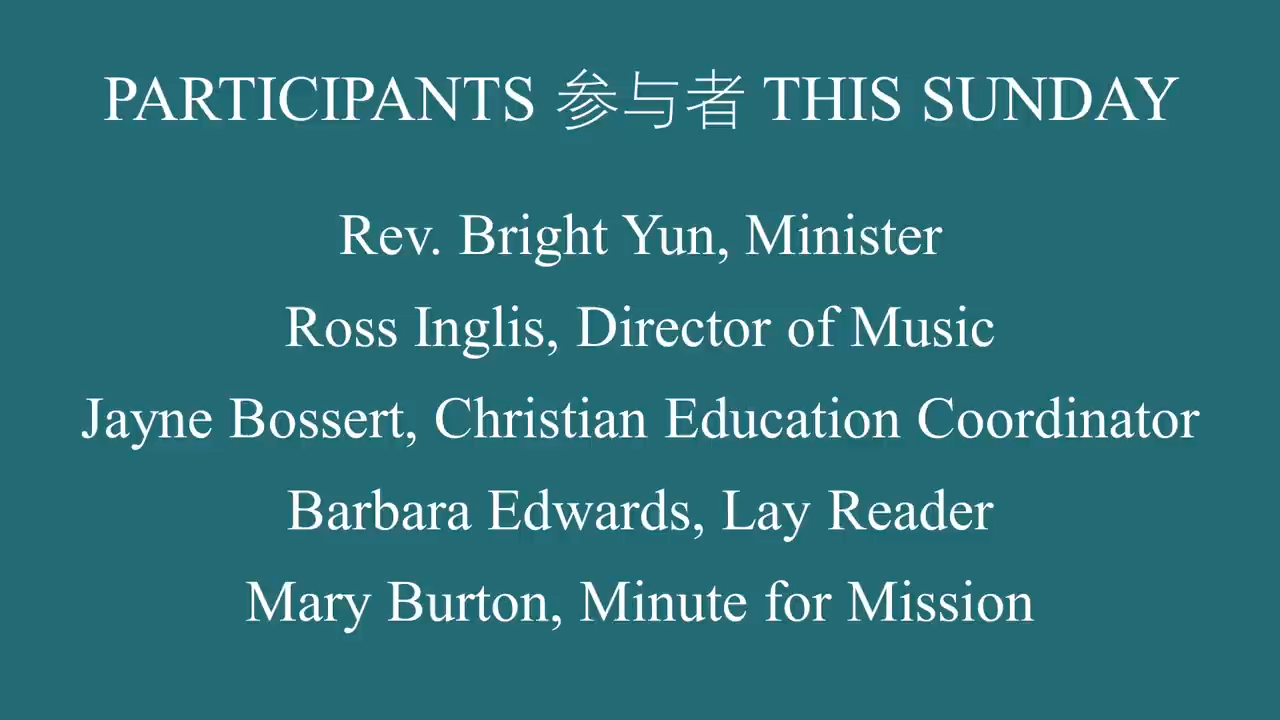 PARTICIPANTS 参与者 THIS SUNDAY
Rev. Bright Yun, Minister
Ross Inglis, Director of Music
Jayne Bossert, Christian Education Coordinator
Barbara Edwards, Lay Reader
Mary Burton, Minute for Mission